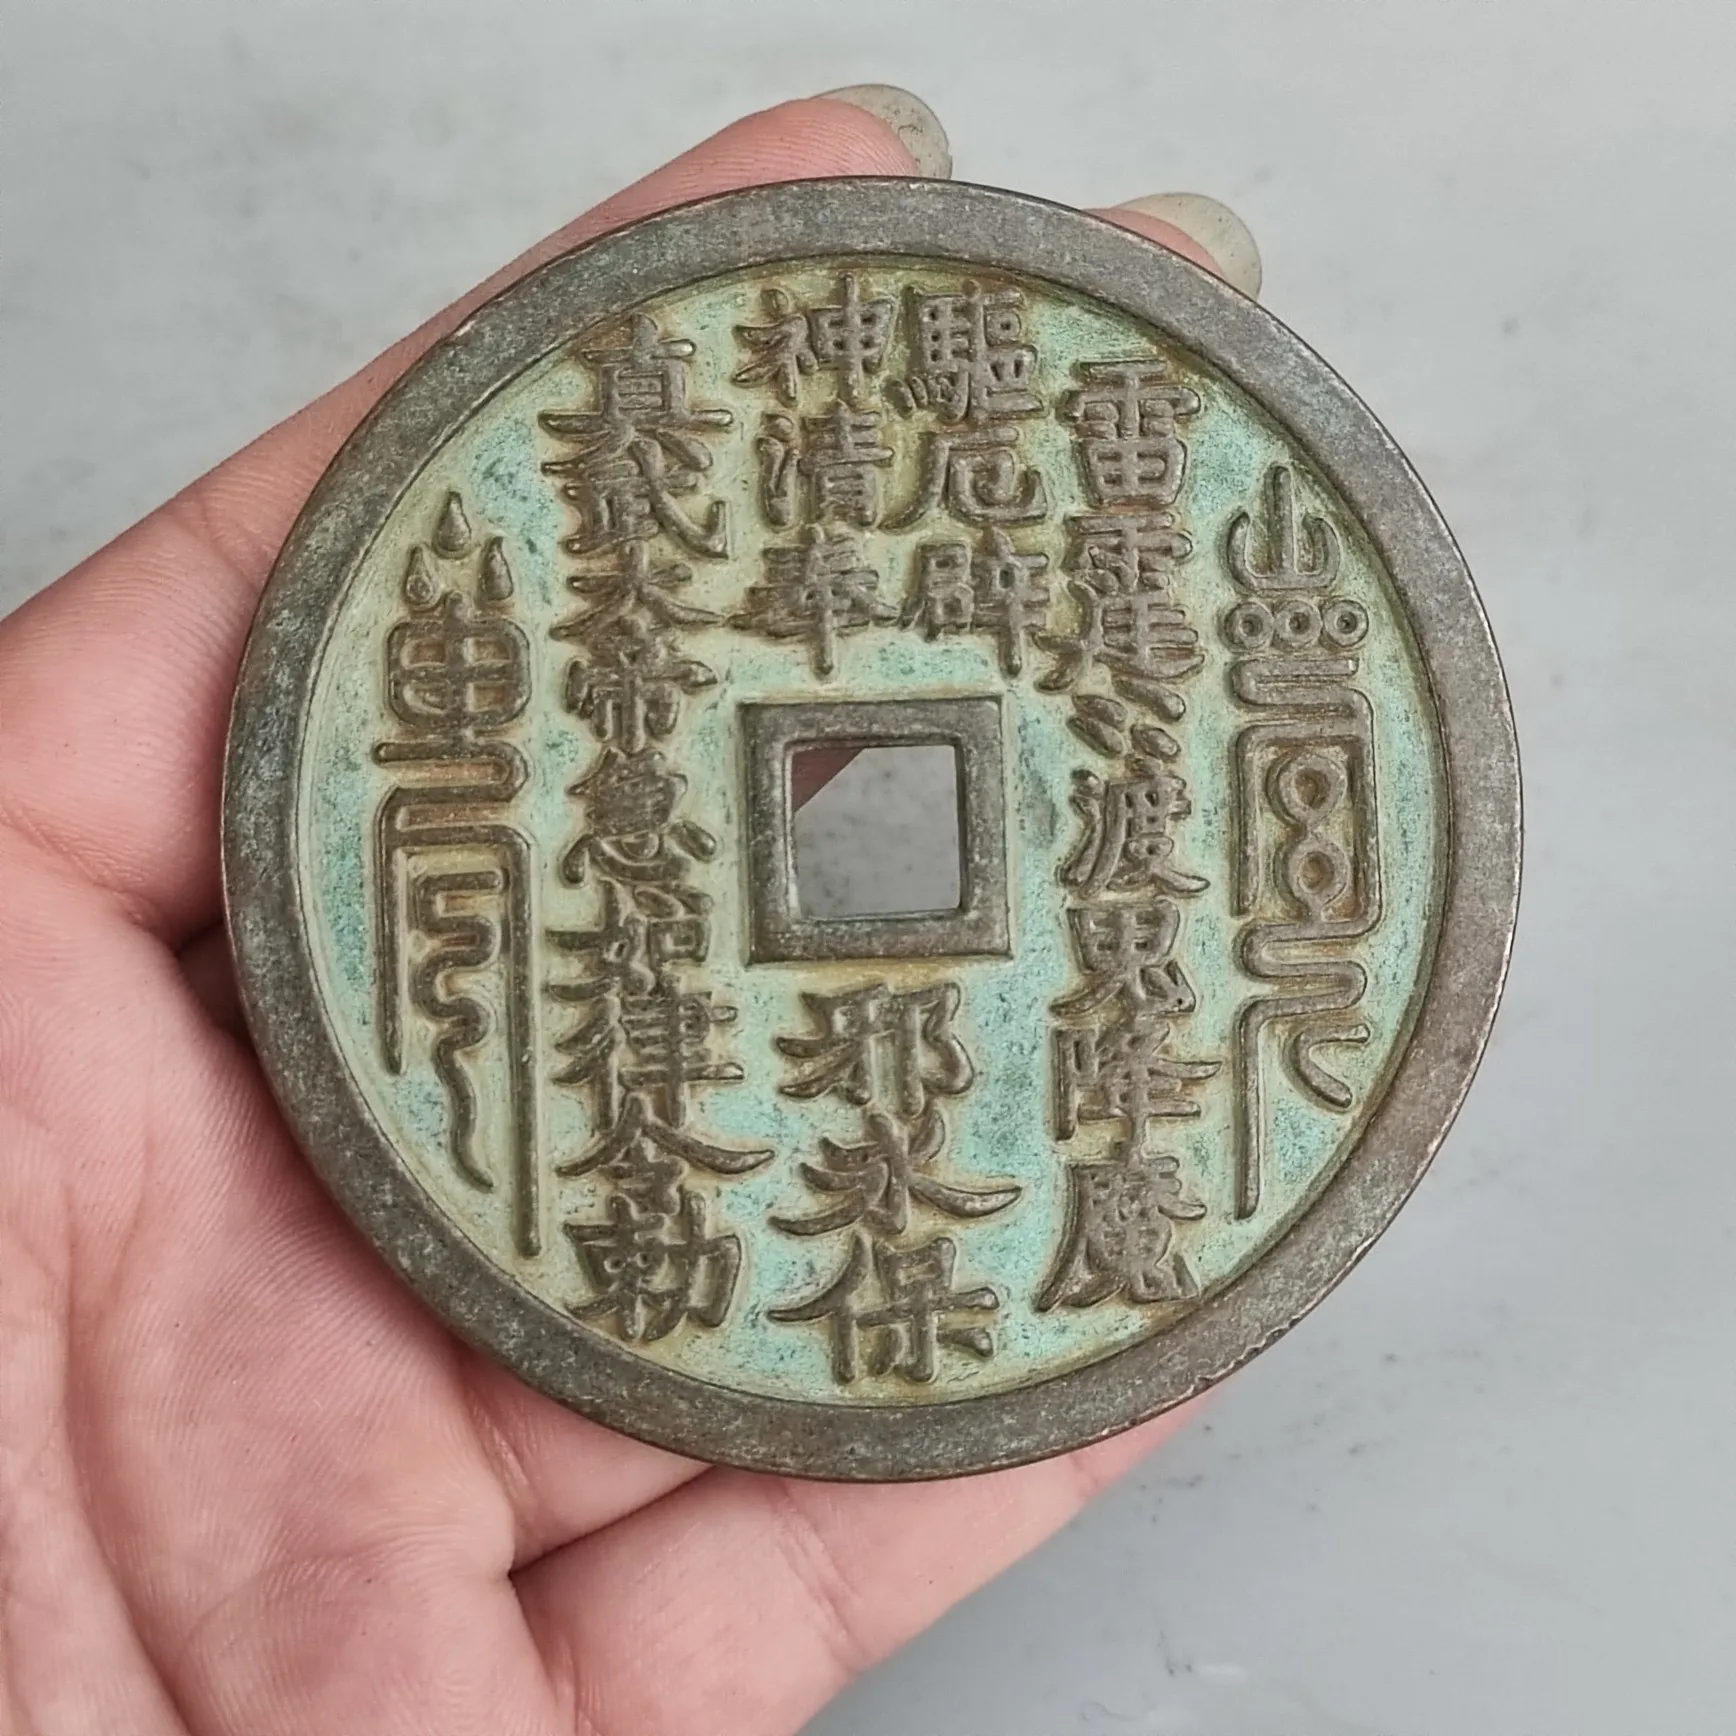 雷霆渡鬼降魔
驅厄辟
邪永保
神清奉
真武大帝急如律令勅